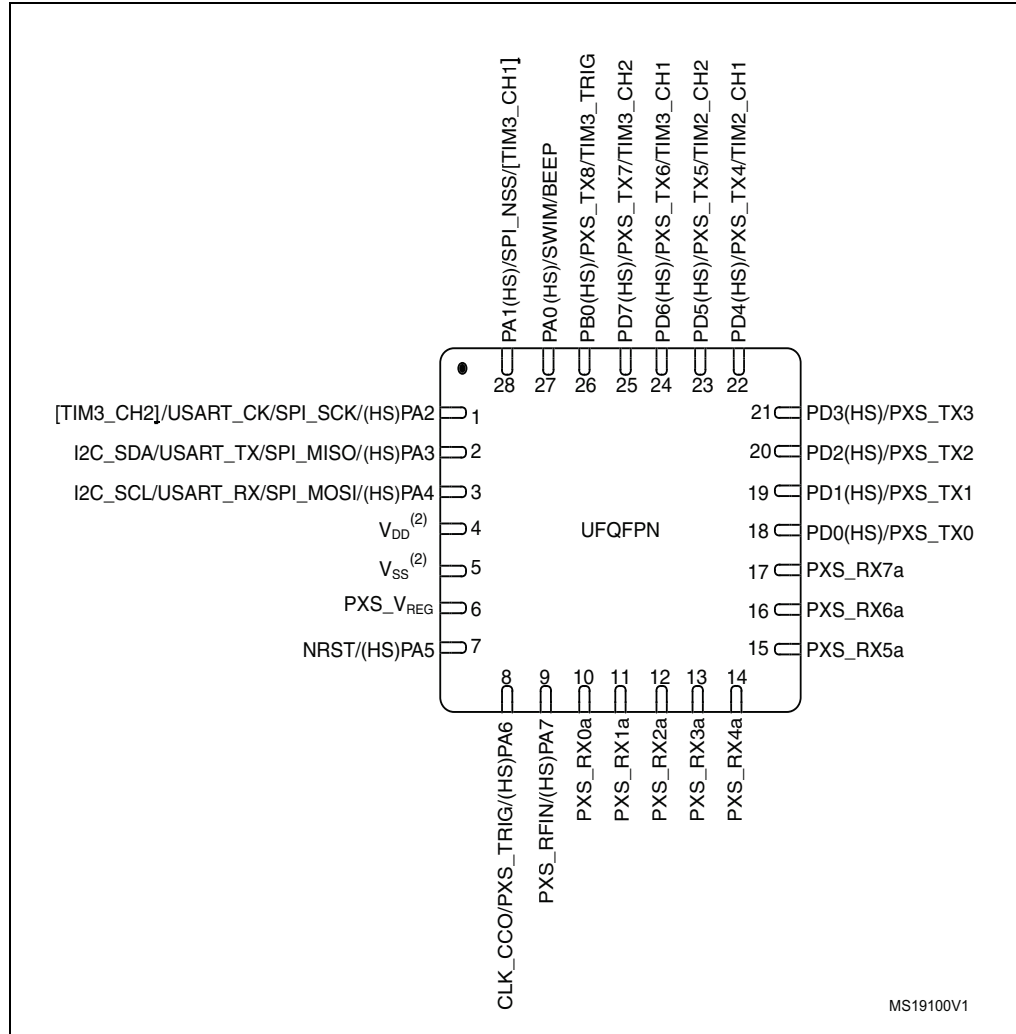 PA1(HS)/SPI_NSS/[TIM3_CH1]
PA0(HS)/SWIM/BEEP
PB0(HS)/PXS_TX8/TIM3_TRIG
PD7(HS)/PXS_TX7/TIM3_CH2
PD6(HS)/PXS_TX6/TIM3_CH1
PD5(HS)/PXS_TX5/TIM2_CH2
PD4(HS)/PXS_TX4/TIM2_CH1
28 27 26 25 24 23 22
[TIM3_CH2]/USART_CK/SPI_SCK/(HS)PA2 1
I2C_SDA/USART_TX/SPI_MISO/(HS)PA3 2
I2C_SCL/USART_RX/SPI_MOSI/(HS)PA4 3
VDD(2) 4
VSS(2) 5
PXS_VREG 6
NRST/(HS)PA5 7
UFQFPN
21 PD3(HS)/PXS_TX3
20 PD2(HS)/PXS_TX2
19 PD1(HS)/PXS_TX1
18 PD0(HS)/PXS_TX0
17 PXS_RX7a
16 PXS_RX6a
15 PXS_RX5a
8 9 10 11 12 13 14
CLK_CCO/PXS_TRIG/(HS)PA6
PXS_RFIN/(HS)PA7
PXS_RX0a
PXS_RX1a
PXS_RX2a
PXS_RX3a
PXS_RX4a
MS19100V1